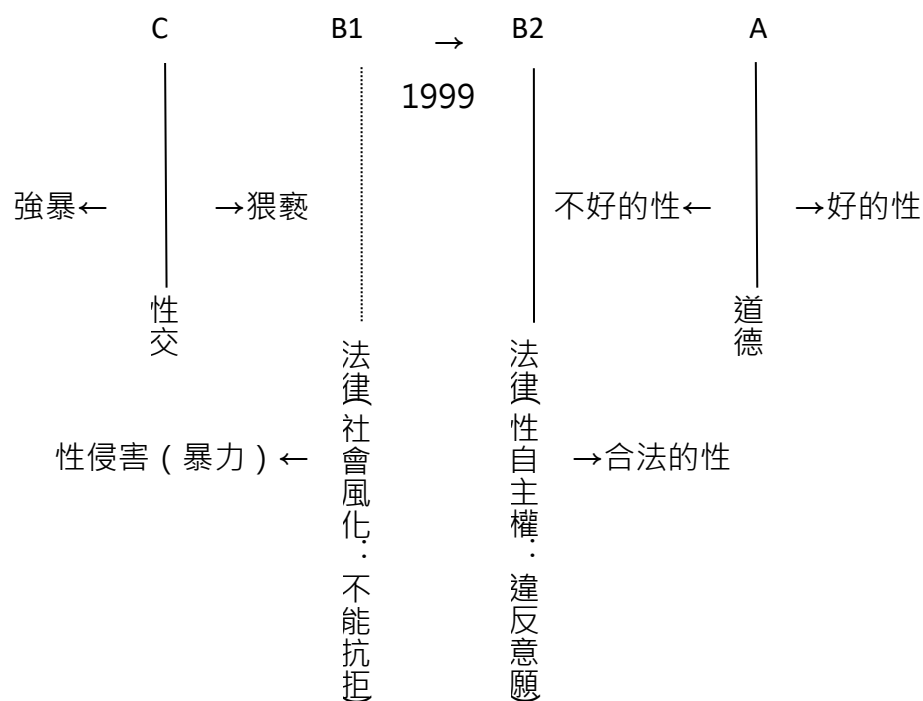 C B1 → B2 A
1999
強暴← →猥褻 不好的性← →好的性
性交
道德
法律(社會風化：不能抗拒)
法律(性自主權：違反意願)
性侵害(暴力)← →合法的性